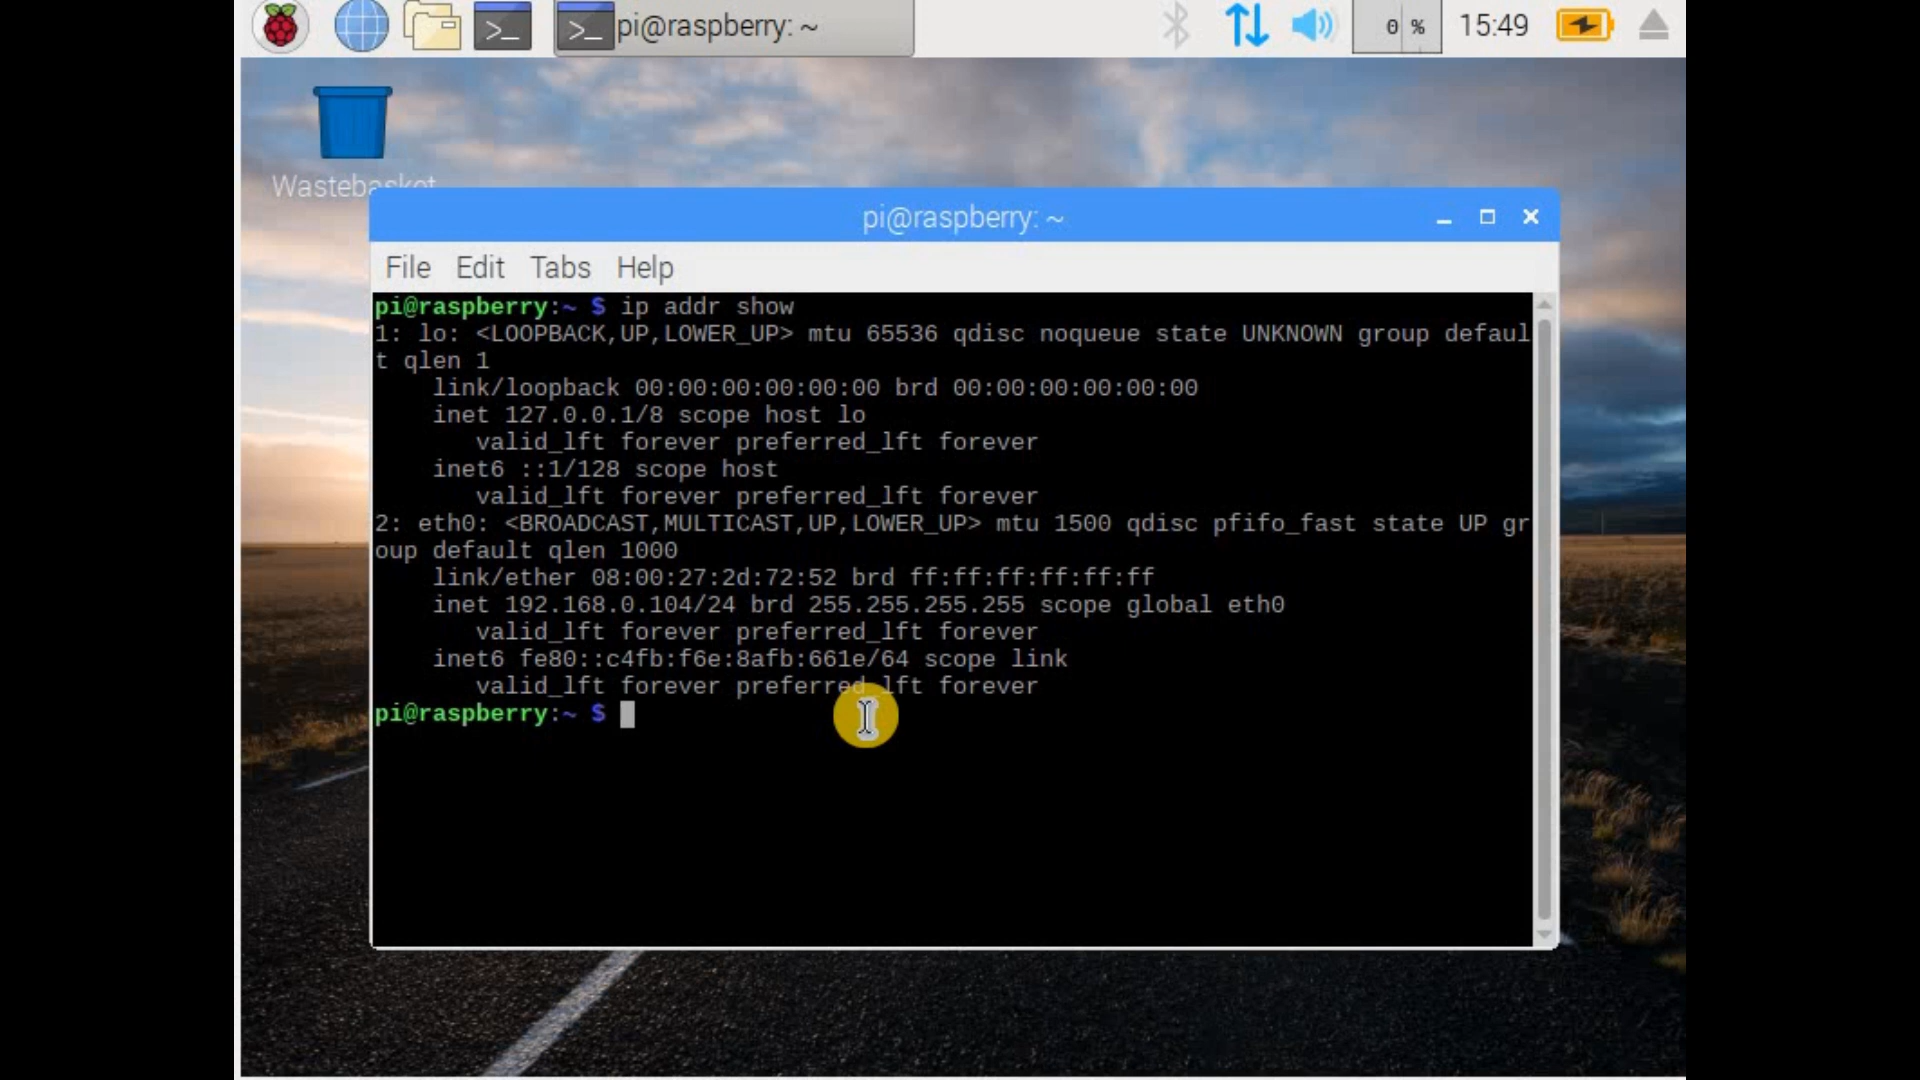 pi@raspberry: ~
0 %
15:49
Wastebasket
pi@raspberry: ~
File Edit Tabs Help
pi@raspberry:~ $ ip addr show
1: lo: <LOOPBACK,UP,LOWER_UP> mtu 65536 qdisc noqueue state UNKNOWN group defaul
t qlen 1
link/loopback 00:00:00:00:00:00 brd 00:00:00:00:00:00
inet 127.0.0.1/8 scope host lo
valid_lft forever preferred_lft forever
inet6 ::1/128 scope host
valid_lft forever preferred_lft forever
2: eth0: <BROADCAST,MULTICAST,UP,LOWER_UP> mtu 1500 qdisc pfifo_fast state UP gr
oup default qlen 1000
link/ether 08:00:27:2d:72:52 brd ff:ff:ff:ff:ff:ff
inet 192.168.0.104/24 brd 255.255.255.255 scope global eth0
valid_lft forever preferred_lft forever
inet6 fe80::c4fb:f6e:8afb:661e/64 scope link
valid_lft forever preferred_lft forever
pi@raspberry:~ $